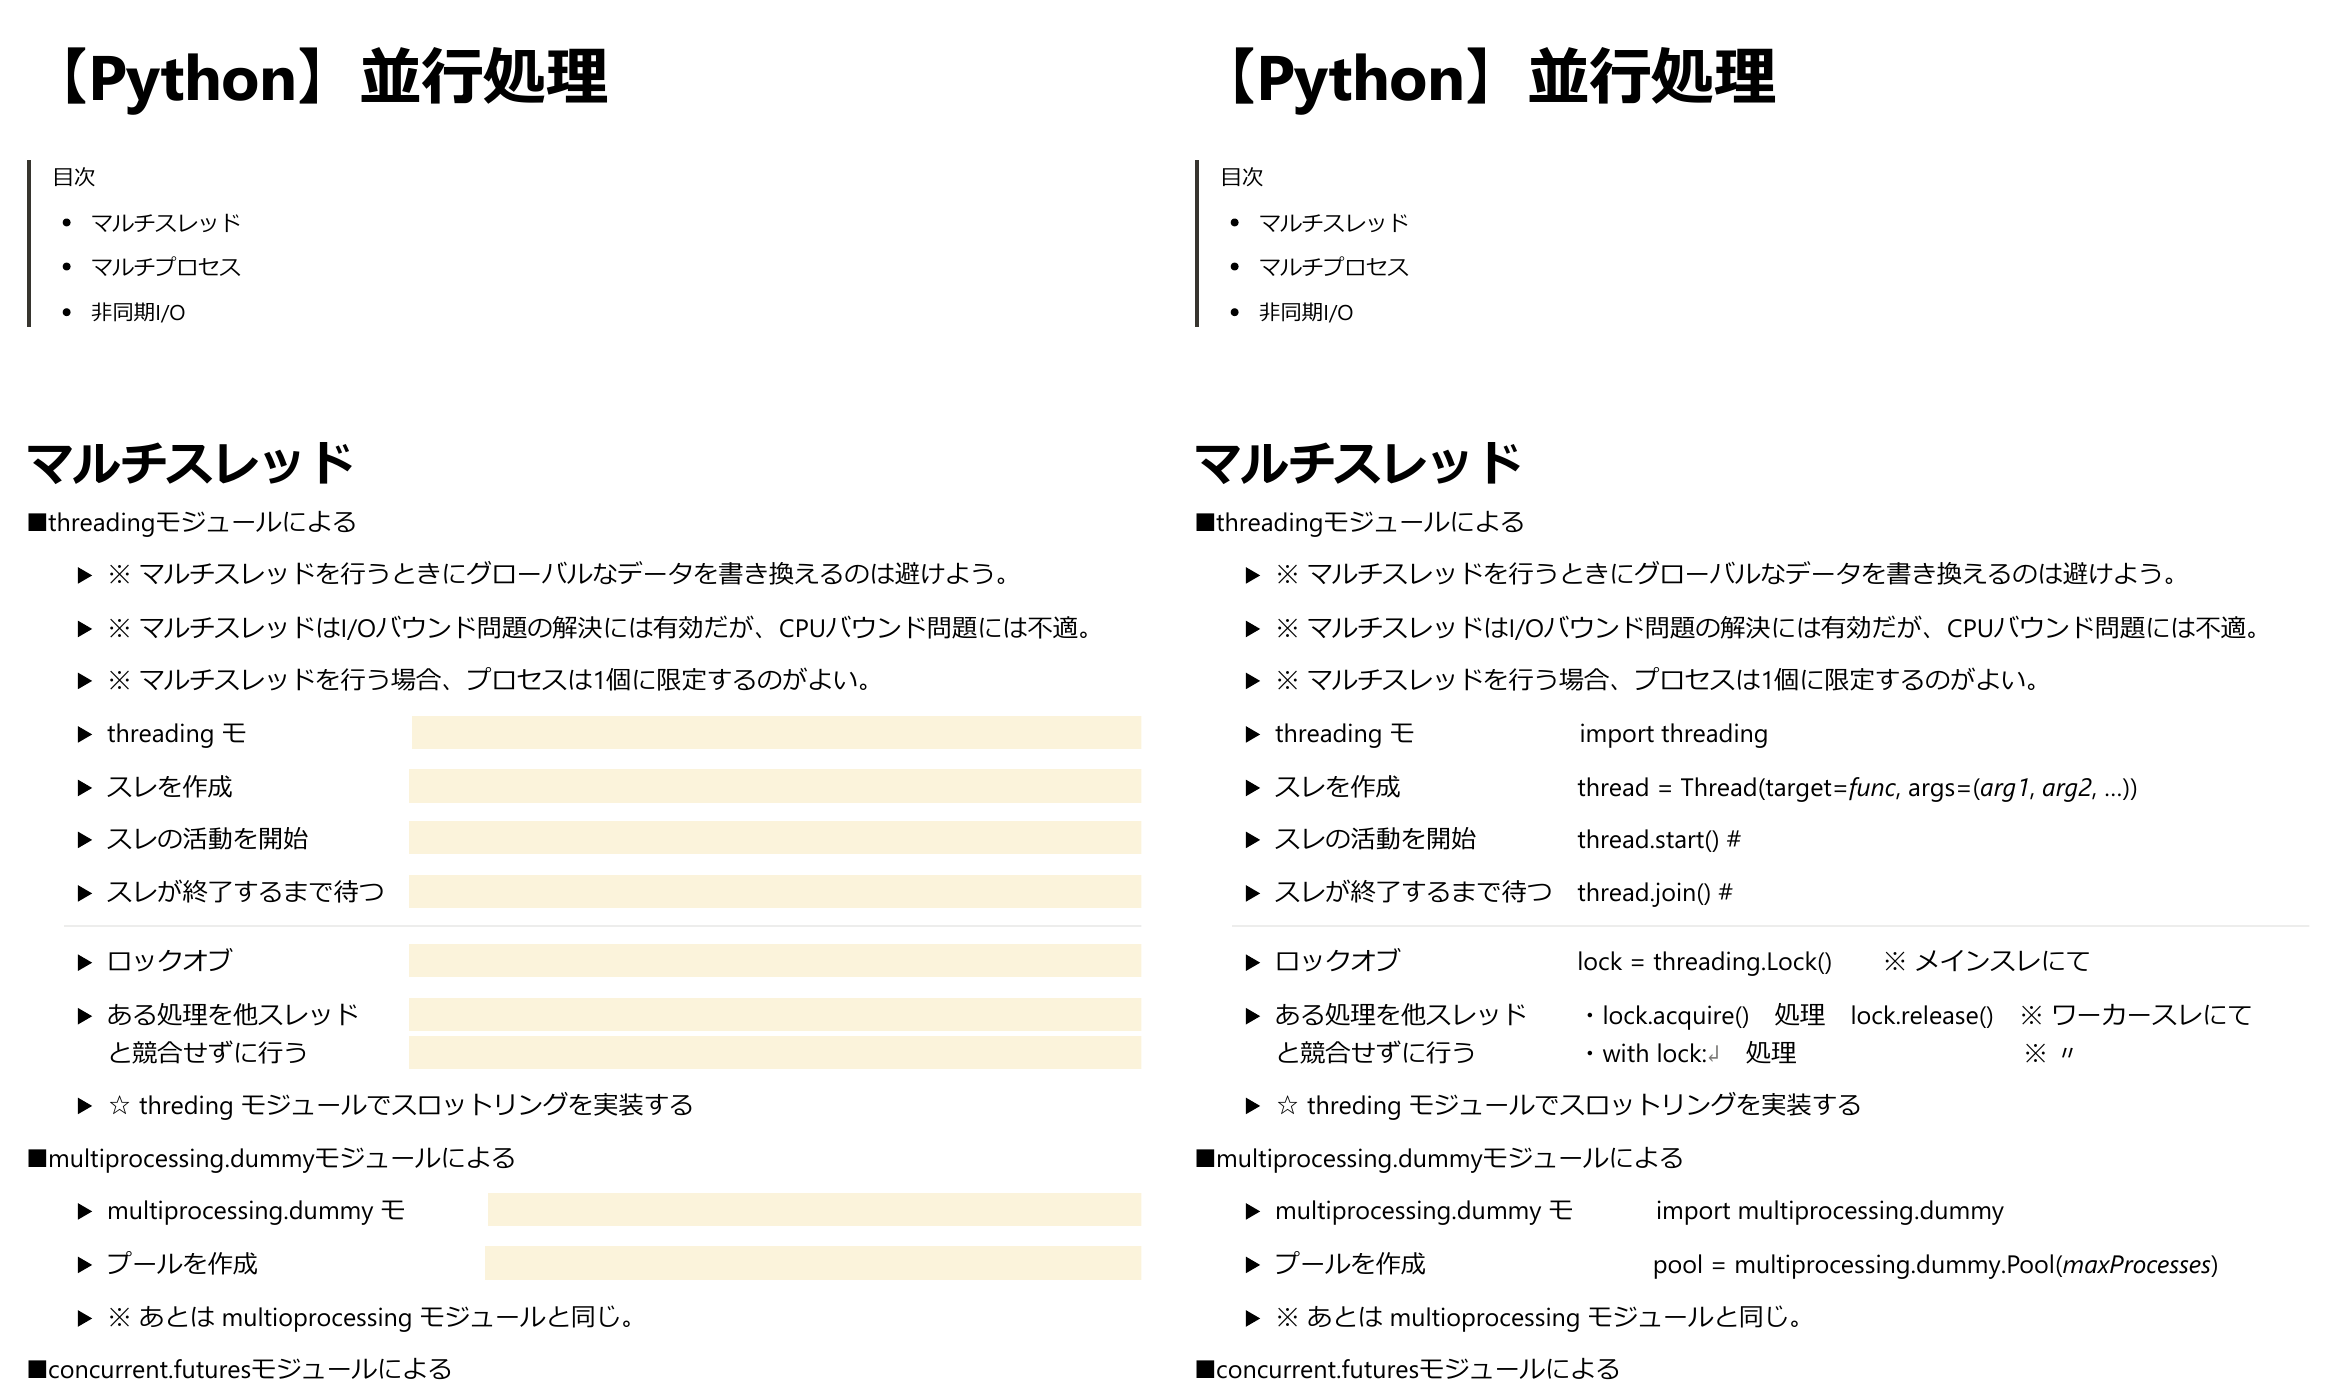 【Python】並行処理
目次
• マルチスレッド
• マルチプロセス
• 非同期I/O
マルチスレッド
■threadingモジュールによる
▶ ※ マルチスレッドを行うときにグローバルなデータを書き換えるのは避けよう。
▶ ※ マルチスレッドはI/Oバウンド問題の解決には有効だが、CPUバウンド問題には不適。
▶ ※ マルチスレッドを行う場合、プロセスは1個に限定するのがよい。
▶ threading モ
▶ スレを作成
▶ スレの活動を開始
▶ スレが終了するまで待つ
▶ ロックオブ
▶ ある処理を他スレッド
と競合せずに行う
▶ ☆ threding モジュールでスロットリングを実装する
■multiprocessing.dummyモジュールによる
▶ multiprocessing.dummy モ
▶ プールを作成
▶ ※ あとは multioprocessing モジュールと同じ。
■concurrent.futuresモジュールによる
【Python】並行処理
目次
• マルチスレッド
• マルチプロセス
• 非同期I/O
マルチスレッド
■threadingモジュールによる
▶ ※ マルチスレッドを行うときにグローバルなデータを書き換えるのは避けよう。
▶ ※ マルチスレッドはI/Oバウンド問題の解決には有効だが、CPUバウンド問題には不適。
▶ ※ マルチスレッドを行う場合、プロセスは1個に限定するのがよい。
▶ threading モ import threading
▶ スレを作成 thread = Thread(target=func, args=(arg1, arg2, ...))
▶ スレの活動を開始 thread.start() #
▶ スレが終了するまで待つ thread.join() #
▶ ロックオブ lock = threading.Lock() ※ メインスレにて
▶ ある処理を他スレッド ・lock.acquire() 処理 lock.release() ※ ワーカースレにて
と競合せずに行う ・with lock:↲ 処理 ※ 〃
▶ ☆ threding モジュールでスロットリングを実装する
■multiprocessing.dummyモジュールによる
▶ multiprocessing.dummy モ import multiprocessing.dummy
▶ プールを作成 pool = multiprocessing.dummy.Pool(maxProcesses)
▶ ※ あとは multioprocessing モジュールと同じ。
■concurrent.futuresモジュールによる